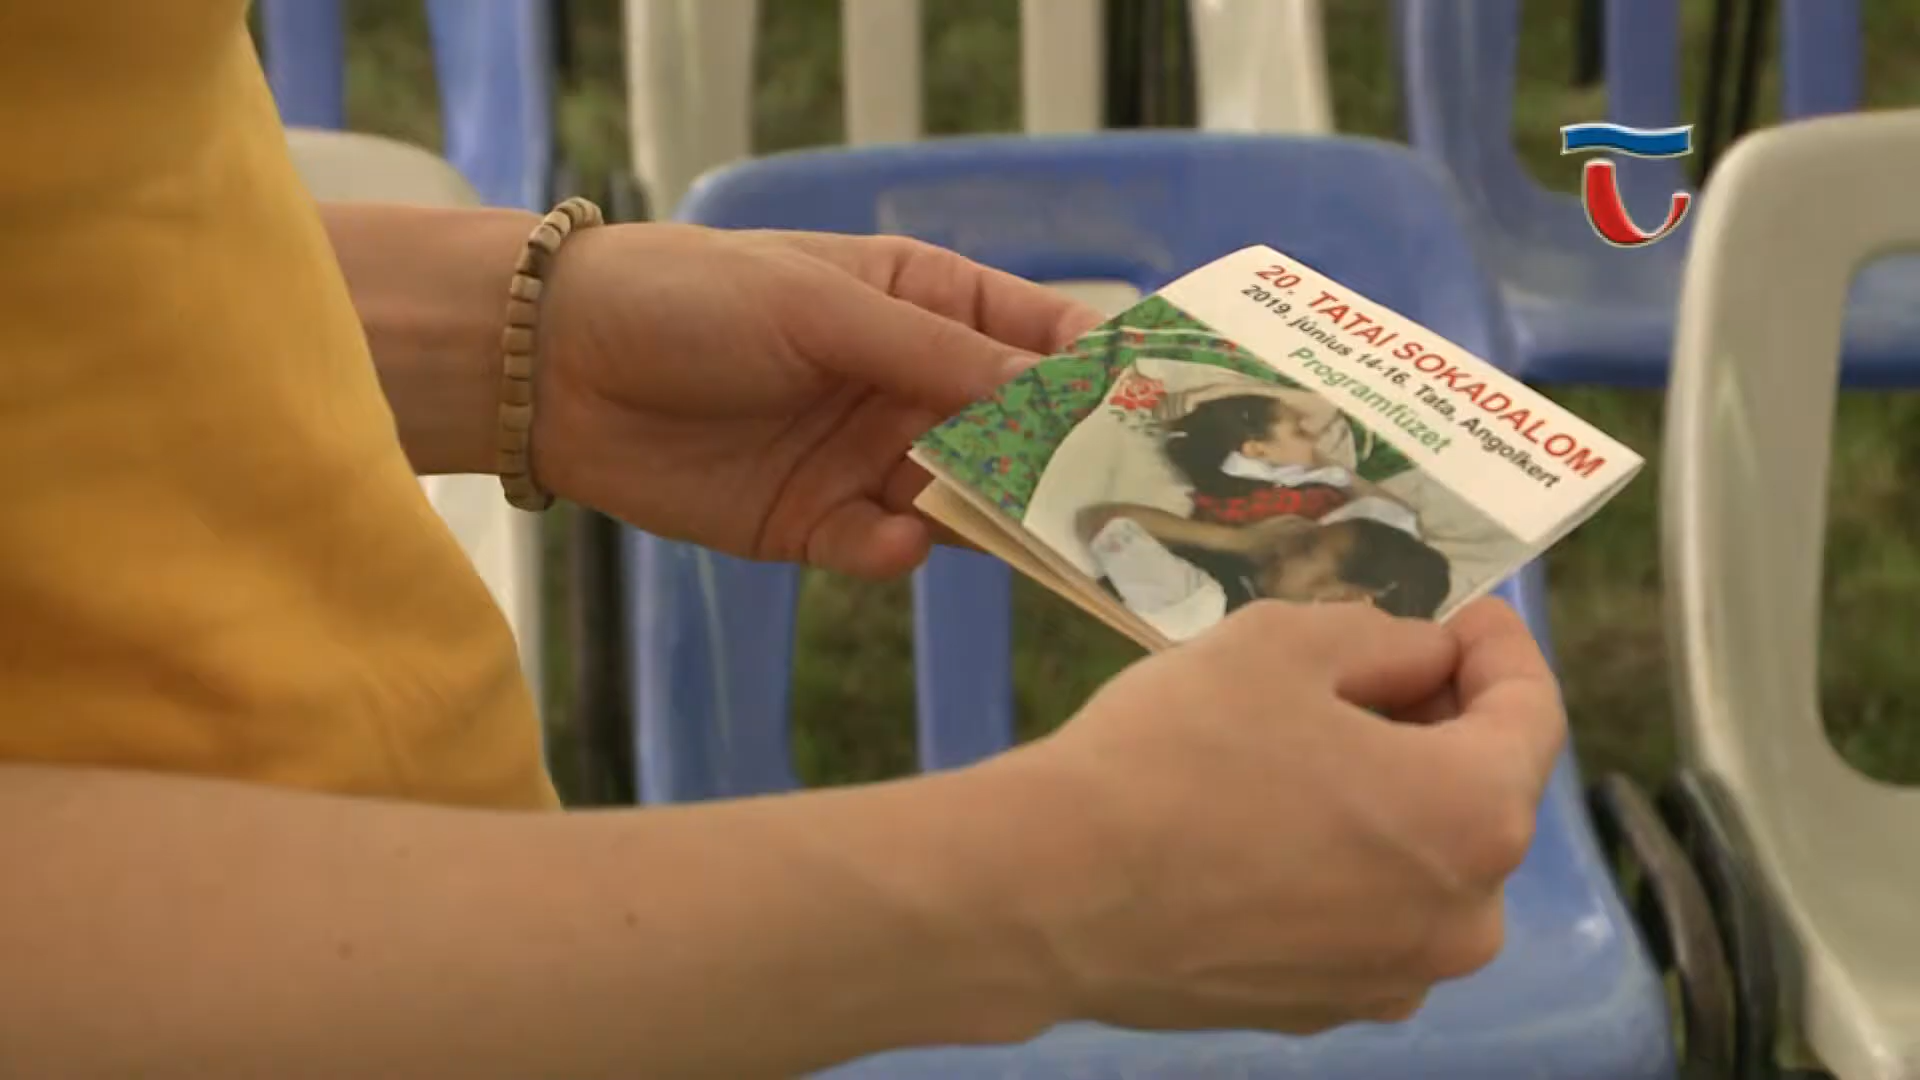 20. TATAI SOKADALOM
2019. június 14-16. Tata, Angolkert
Programfüzet